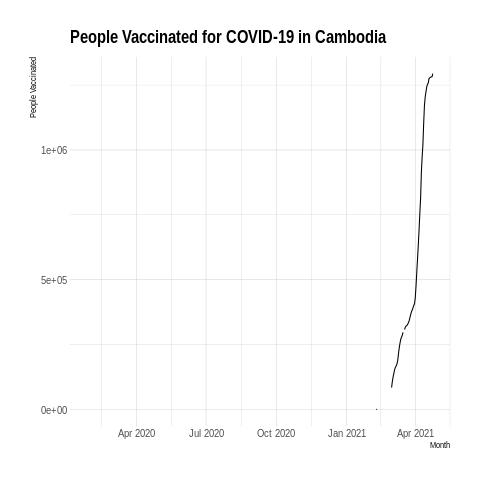 People Vaccinated for COVID-19 in Cambodia
People Vaccinated
1e+06
5e+05
0e+00
Apr 2020 Jul 2020 Oct 2020 Jan 2021 Apr 2021
Month